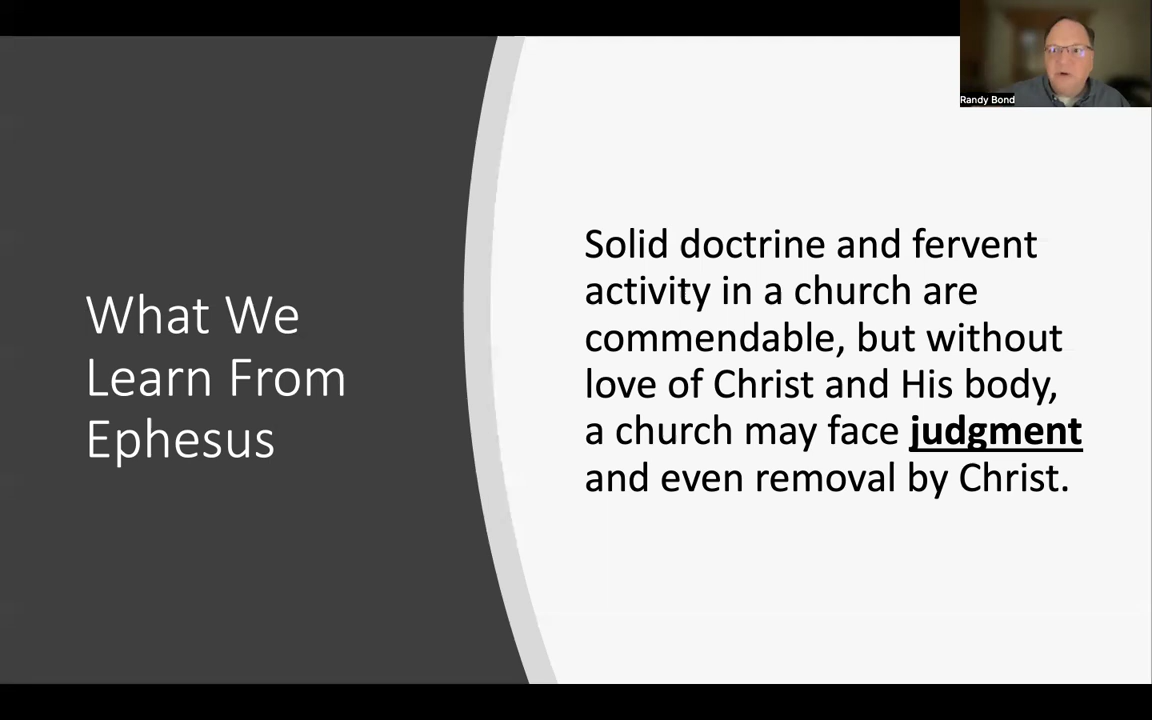 Randy Bond
What We
Learn From
Ephesus
Solid doctrine and fervent
activity in a church are
commendable, but without
love of Christ and His body,
a church may face judgment
and even removal by Christ.